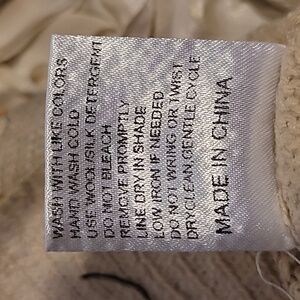 WASH WITH LIKE COLORS
HAND WASH COLD
USE WOOL/SILK DETERGENT
DO NOT BLEACH
REMOVE PROMPTLY
LINE DRY IN SHADE
LOW IRON IF NEEDED
DO NOT WRING OR TWIST
DRYCLEAN,GENTLE CYCLE
MADE IN CHINA